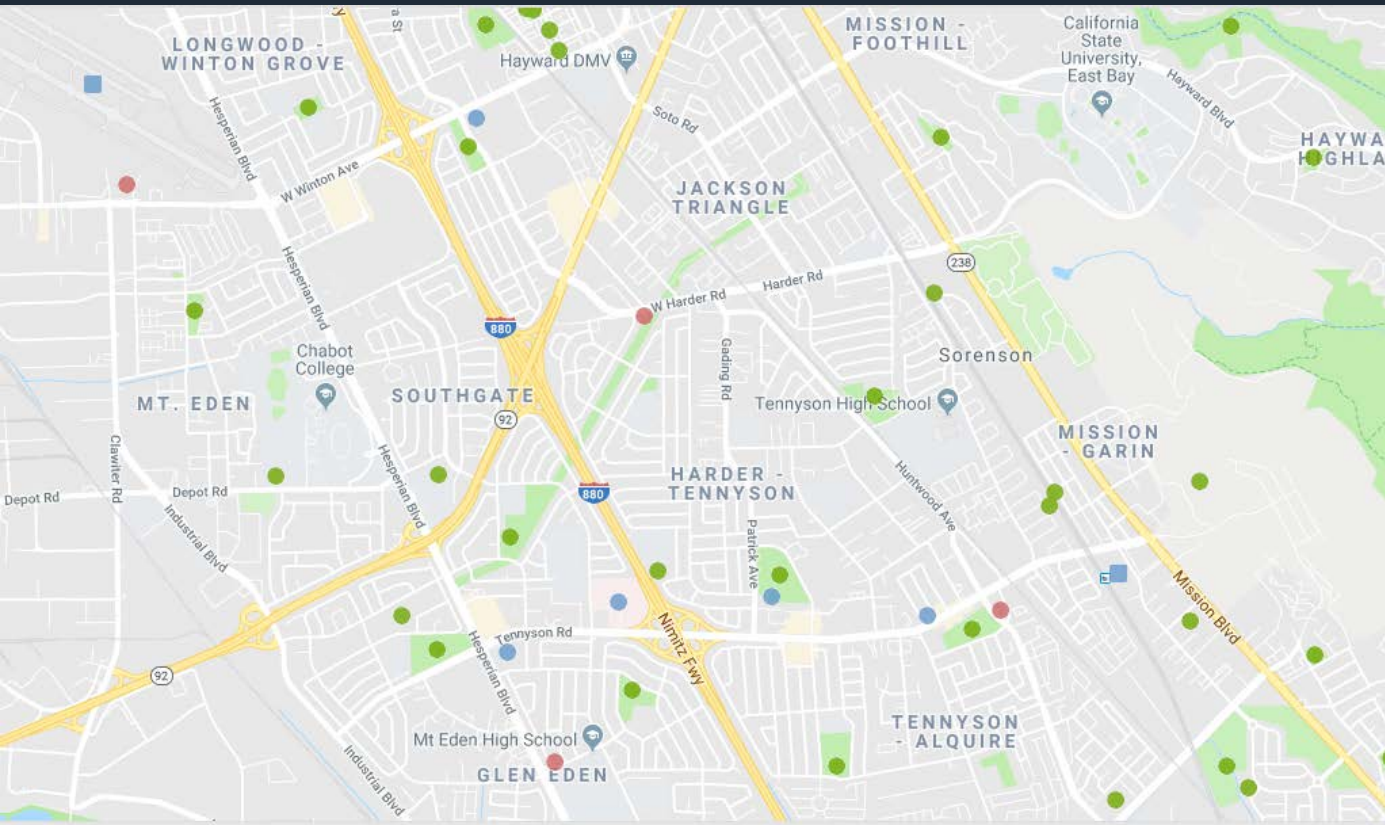 a St
LONGWOOD -
WINTON GROVE
Hayward DMV
MISSION -
FOOTHILL
California
State
University,
East Bay
Hayward Blvd
Hesperian Blvd
Soto Rd
HAYWA
HIGHLA
W Winton Ave
JACKSON
TRIANGLE
Hesperian Blvd
238
Harder Rd
W Harder Rd
880
Chabot
College
Gading Rd
Sorenson
SOUTHGATE
MT. EDEN
92
Tennyson High School
MISSION
- GARIN
Clawiter Rd
Hesperian Blvd
HARDER -
TENNYSON
Huntwood Ave
880
Depot Rd
Depot Rd
Industrial Blvd
Patrick Ave
Mission Blvd
Tennyson Rd
Nimitz Fwy
Hesperian Blvd
92
TENNYSON
- ALQUIRE
Mt Eden High School
GLEN EDEN
Industrial Blvd